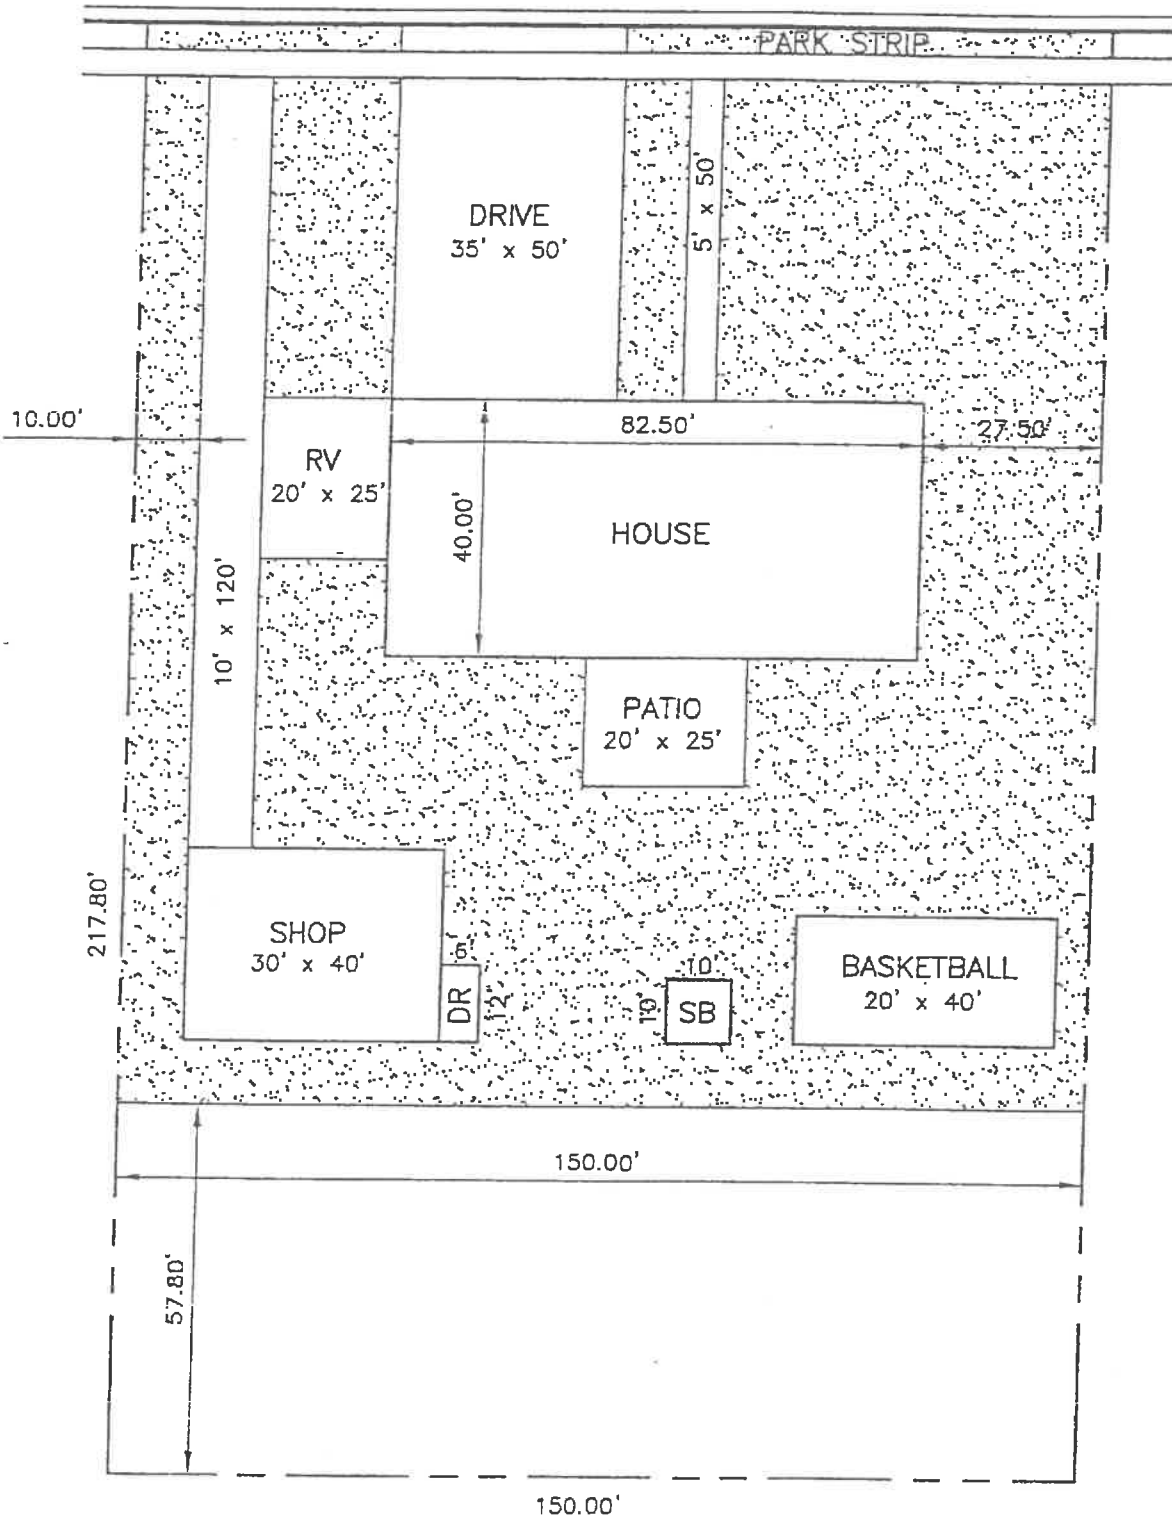 PARK STRIP
5' x 50'
DRIVE
35' x 50'
10.00'
82.50'
27.50'
RV
20' x 25'
40.00'
HOUSE
10' x 120'
PATIO
20' x 25'
217.80'
SHOP
30' x 40'
6'
DR
12'
10'
10'
SB
BASKETBALL
20' x 40'
150.00'
57.80'
150.00'